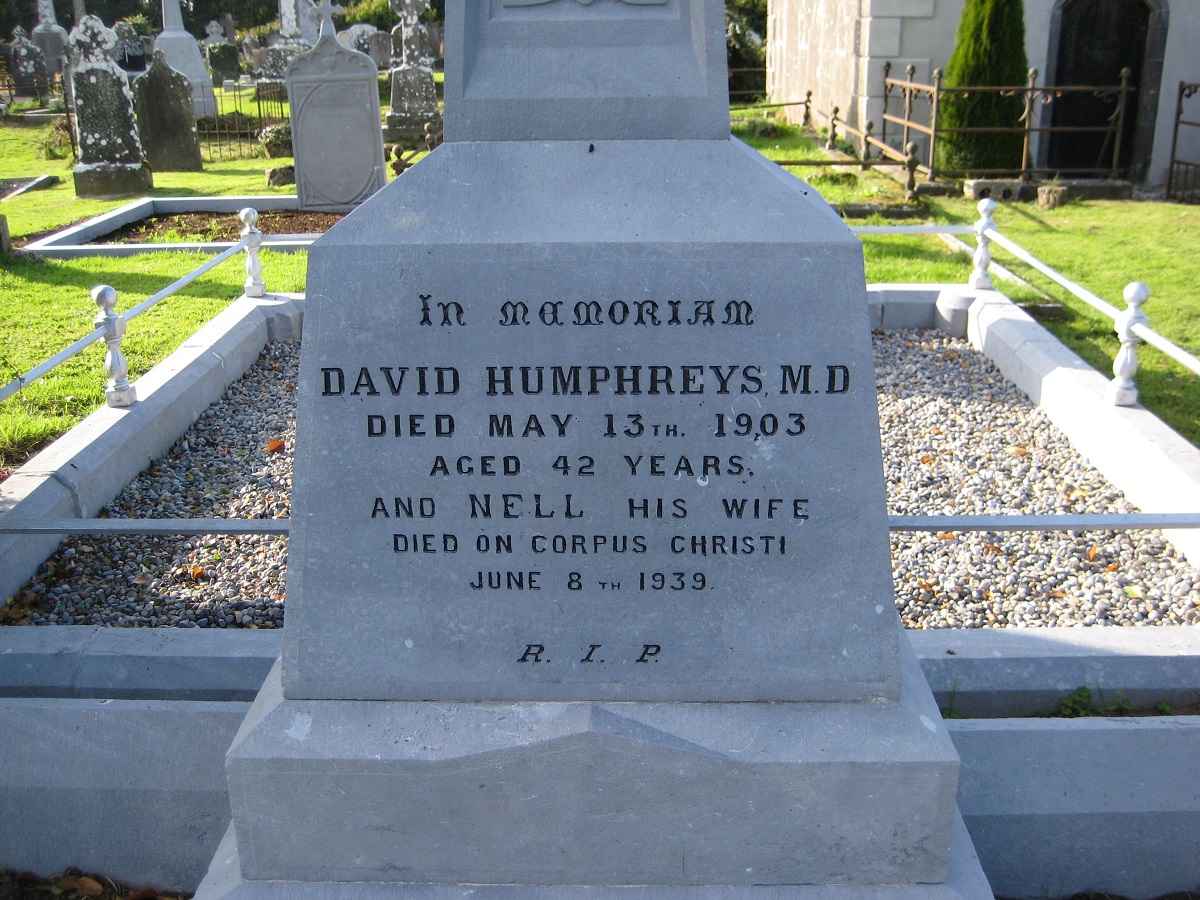 In MEMORIAM
DAVID HUMPHREYS, M.D
DIED MAY 13TH. 1903
AGED 42 YEARS.
AND NELL HIS WIFE
DIED ON CORPUS CHRISTI
JUNE 8TH 1939.
R. I. P.